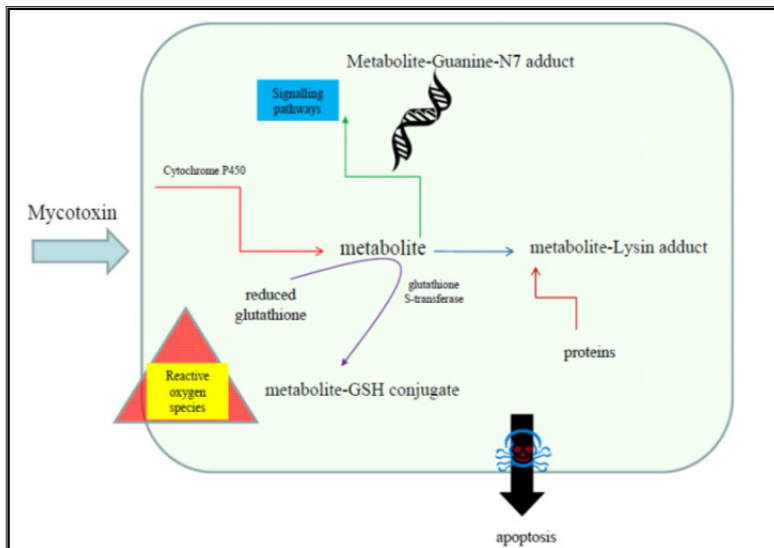 Metabolite-Guanine-N7 adduct
Signalling
pathways
Cytochrome P450
Mycotoxin
metabolite
metabolite-Lysin adduct
reduced
glutathione
glutathione
S-transferase
proteins
Reactive
oxygen
species
metabolite-GSH conjugate
apoptosis